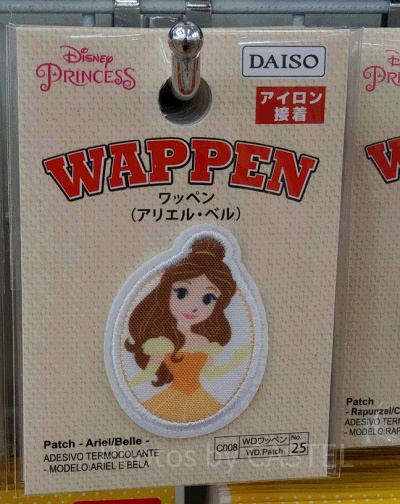 Disney
PRINCESS
DAISO
アイロン
接着
WAPPEN
ワッペン
(アリエル・ベル)
Patch - Ariel/Belle -
ADESIVO TERMOCOLANTE
- MODELO:ARIEL E BELA
C008
WDワッペン
WD. Patch
No.
25
Patch
- Rapunzel/C
ADESIVO TER
- MODELO:RAP